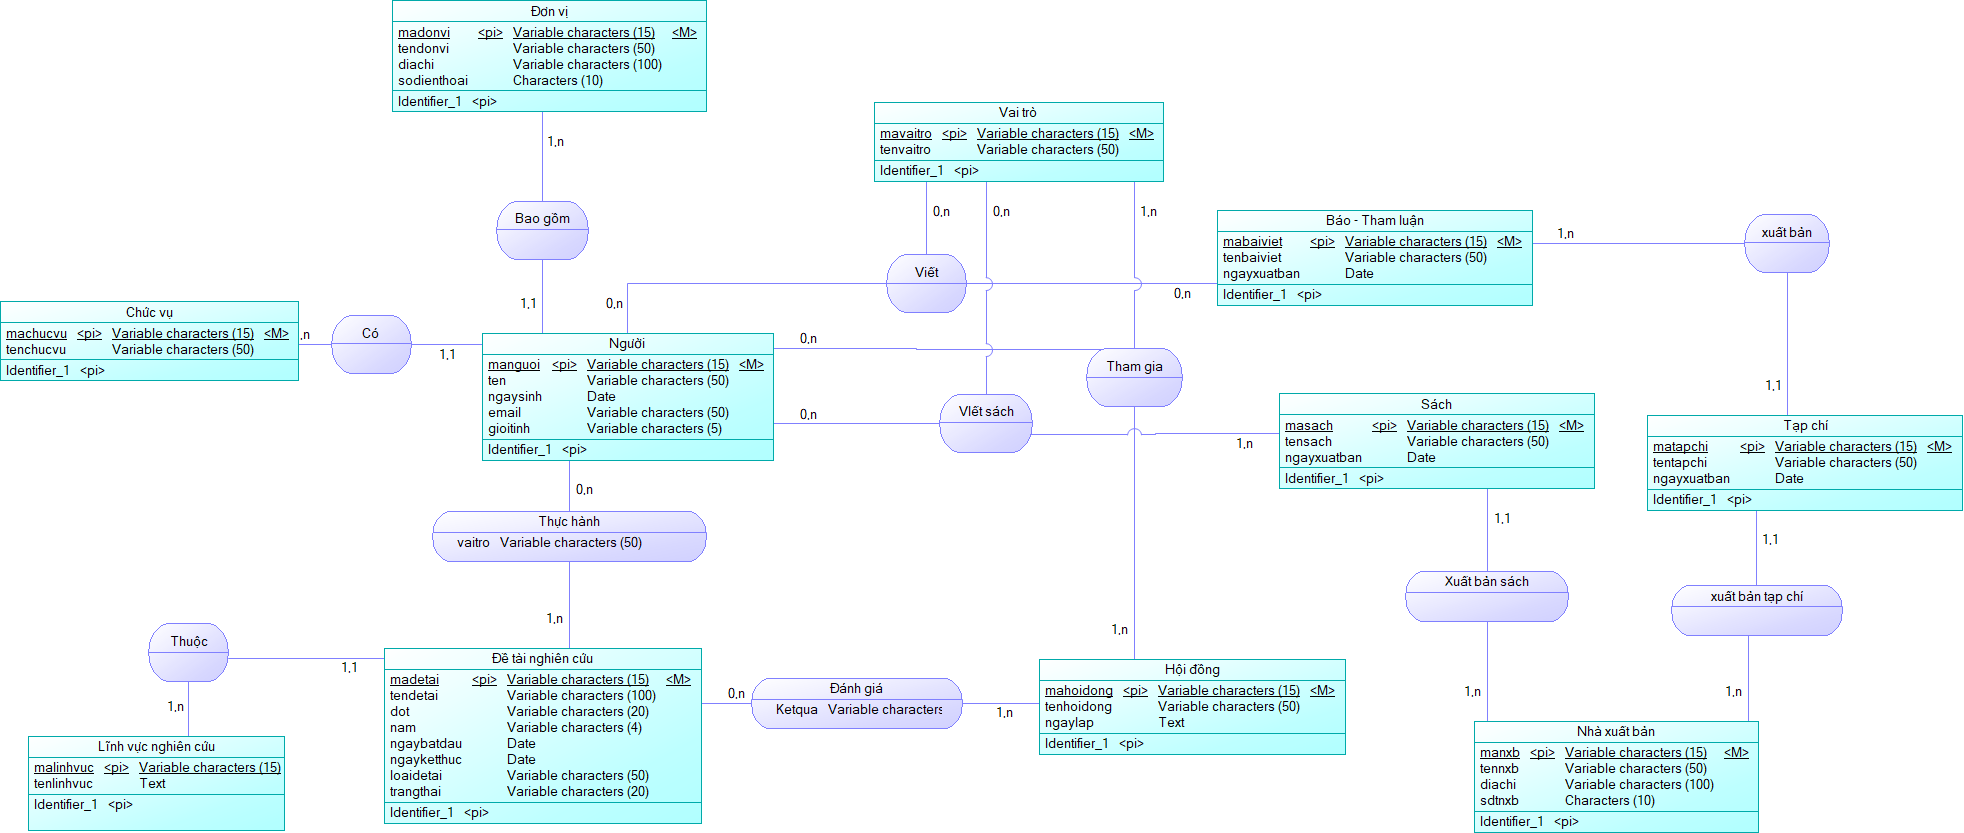 Đơn vị
madonvi <pi> Variable characters (15) <M>
tendonvi Variable characters (50)
diachi Variable characters (100)
sodienthoai Characters (10)
Identifier_1 <pi>
1,n
Bao gồm
1,1
Vai trò
mavaitro <pi> Variable characters (15) <M>
tenvaitro Variable characters (50)
Identifier_1 <pi>
0,n
0,n
1,n
Viết
0,n
0,n
Báo - Tham luận
mabaiviet <pi> Variable characters (15) <M>
tenbaiviet Variable characters (50)
ngayxuatban Date
Identifier_1 <pi>
1,n
xuất bản
1,1
Chức vụ
machucvu <pi> Variable characters (15) <M>
tenchucvu Variable characters (50)
Identifier_1 <pi>
,n
Có
1,1
Người
manguoi <pi> Variable characters (15) <M>
ten Variable characters (50)
ngaysinh Date
email Variable characters (50)
gioitinh Variable characters (5)
Identifier_1 <pi>
0,n
Tham gia
0,n
VIết sách
1,n
Sách
masach <pi> Variable characters (15) <M>
tensach Variable characters (50)
ngayxuatban Date
Identifier_1 <pi>
1,1
Tạp chí
matapchi <pi> Variable characters (15) <M>
tentapchi Variable characters (50)
ngayxuatban Date
Identifier_1 <pi>
1,1
0,n
Thực hành
vaitro Variable characters (50)
1,n
Xuất bản sách
xuất bản tạp chí
1,n
1,n
1,n
Thuộc
1,1
1,n
Lĩnh vực nghiên cứu
malinhvuc <pi> Variable characters (15)
tenlinhvuc Text
Identifier_1 <pi>
Đề tài nghiên cứu
madetai <pi> Variable characters (15) <M>
tendetai Variable characters (100)
dot Variable characters (20)
nam Variable characters (4)
ngaybatdau Date
ngayketthuc Date
loaidetai Variable characters (50)
trangthai Variable characters (20)
Identifier_1 <pi>
0,n
Đánh giá
Ketqua Variable characters
1,n
Hội đồng
mahoidong <pi> Variable characters (15) <M>
tenhoidong Variable characters (50)
ngaylap Text
Identifier_1 <pi>
Nhà xuất bản
manxb <pi> Variable characters (15) <M>
tennxb Variable characters (50)
diachi Variable characters (100)
sdtnxb Characters (10)
Identifier_1 <pi>